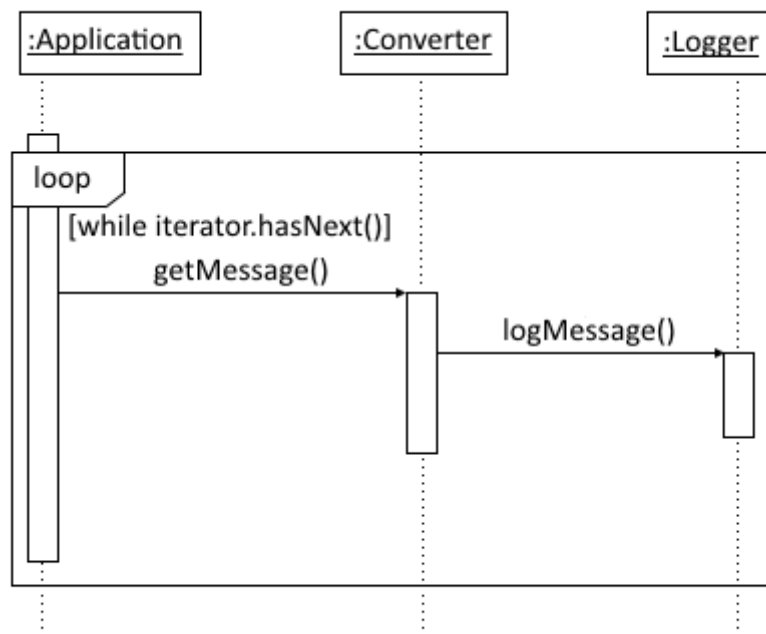 :Application
:Converter
:Logger
loop
[while iterator.hasNext()]
getMessage()
logMessage()